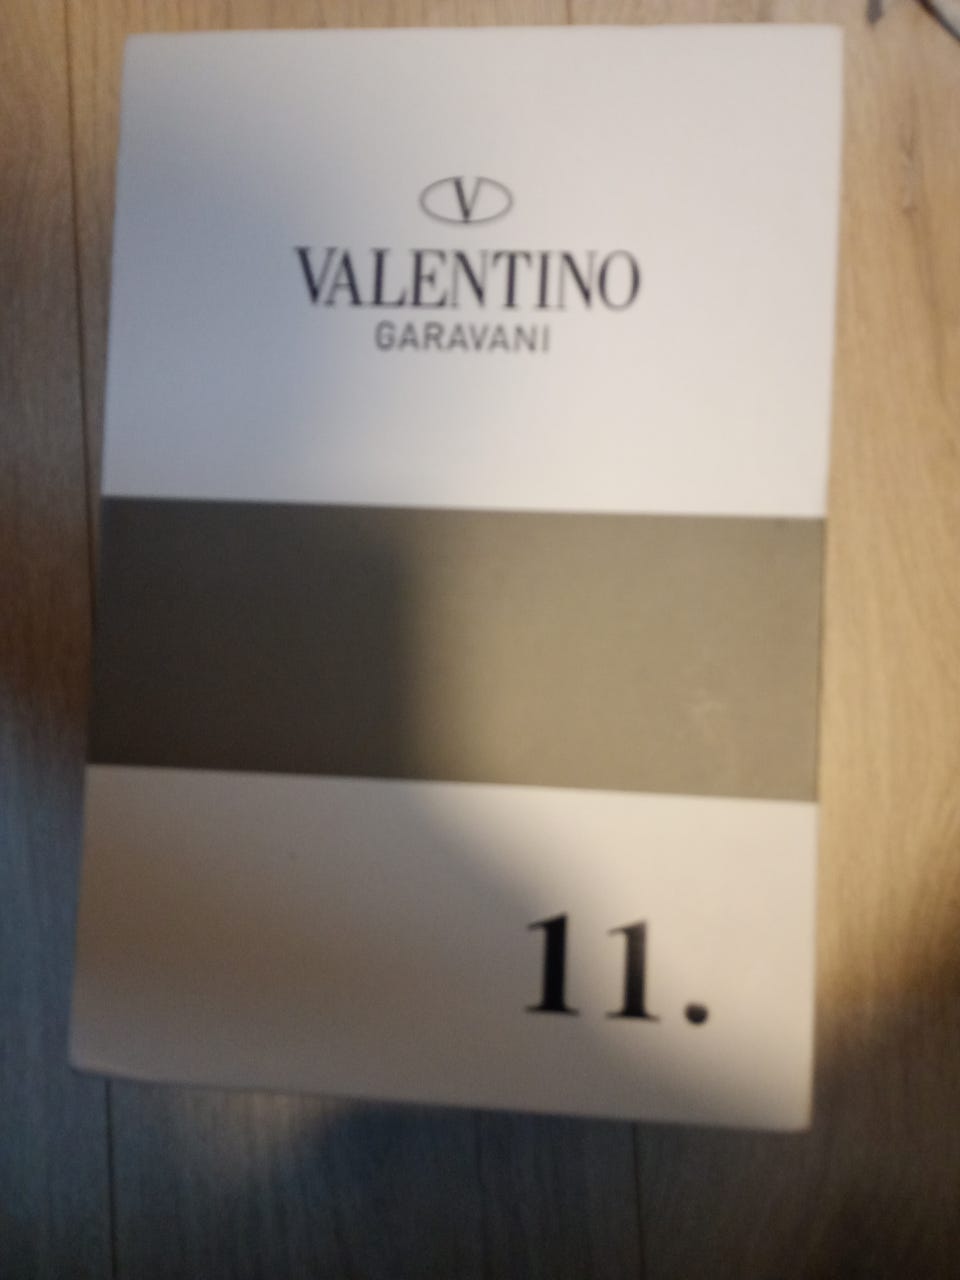 V
VALENTINO
GARAVANI
11.